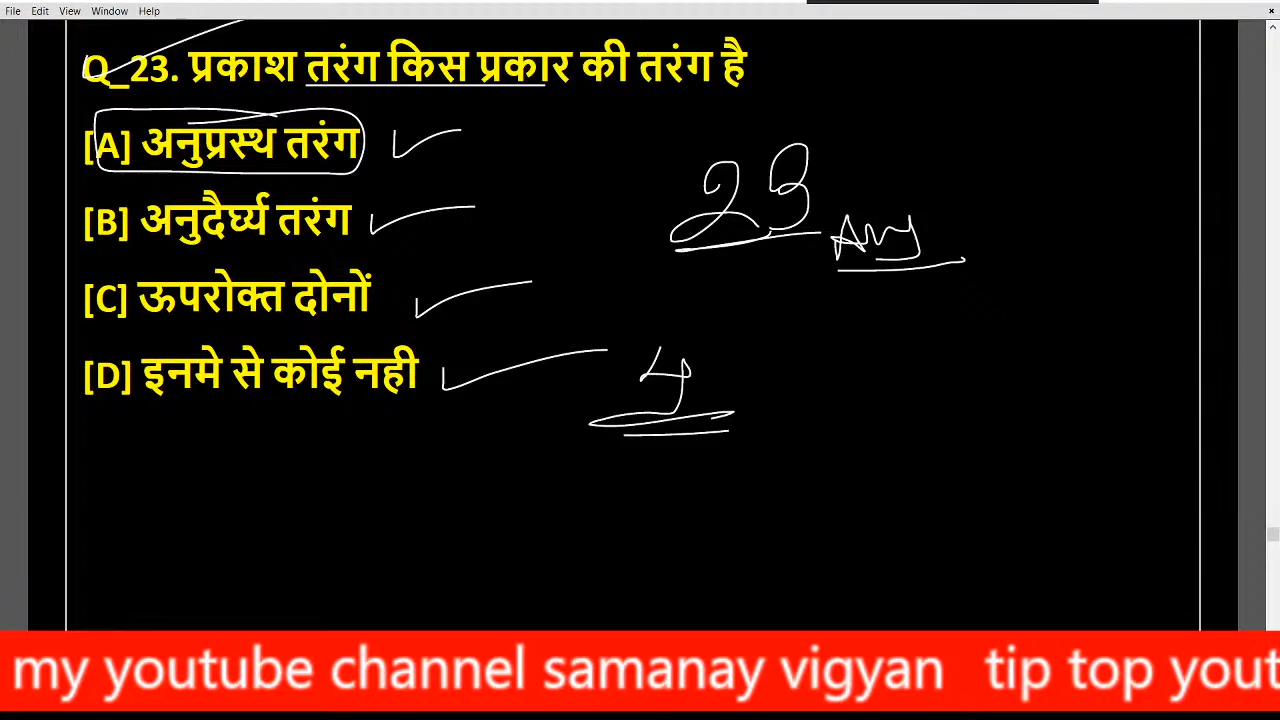 File Edit View Window Help
Q_23. प्रकाश तरंग किस प्रकार की तरंग है
[A] अनुप्रस्थ तरंग
[B] अनुदैर्घ्य तरंग
23
[C] ऊपरोक्त दोनों
[D] इनमे से कोई नही
4
my youtube channel samanay vigyan tip top yout